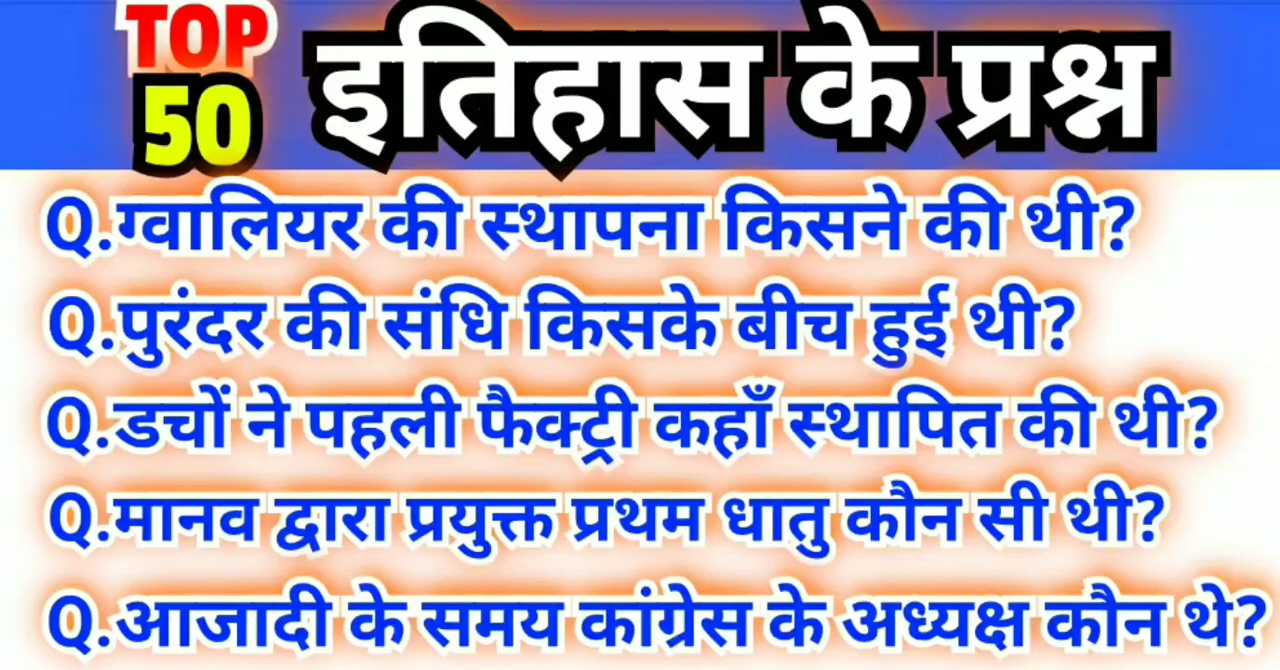 TOP
50
इतिहास के प्रश्न
Q.ग्वालियर की स्थापना किसने की थी?
Q.पुरंदर की संधि किसके बीच हुई थी?
Q.डचों ने पहली फैक्ट्री कहाँ स्थापित की थी?
Q.मानव द्वारा प्रयुक्त प्रथम धातु कौन सी थी?
Q.आजादी के समय कांग्रेस के अध्यक्ष कौन थे?